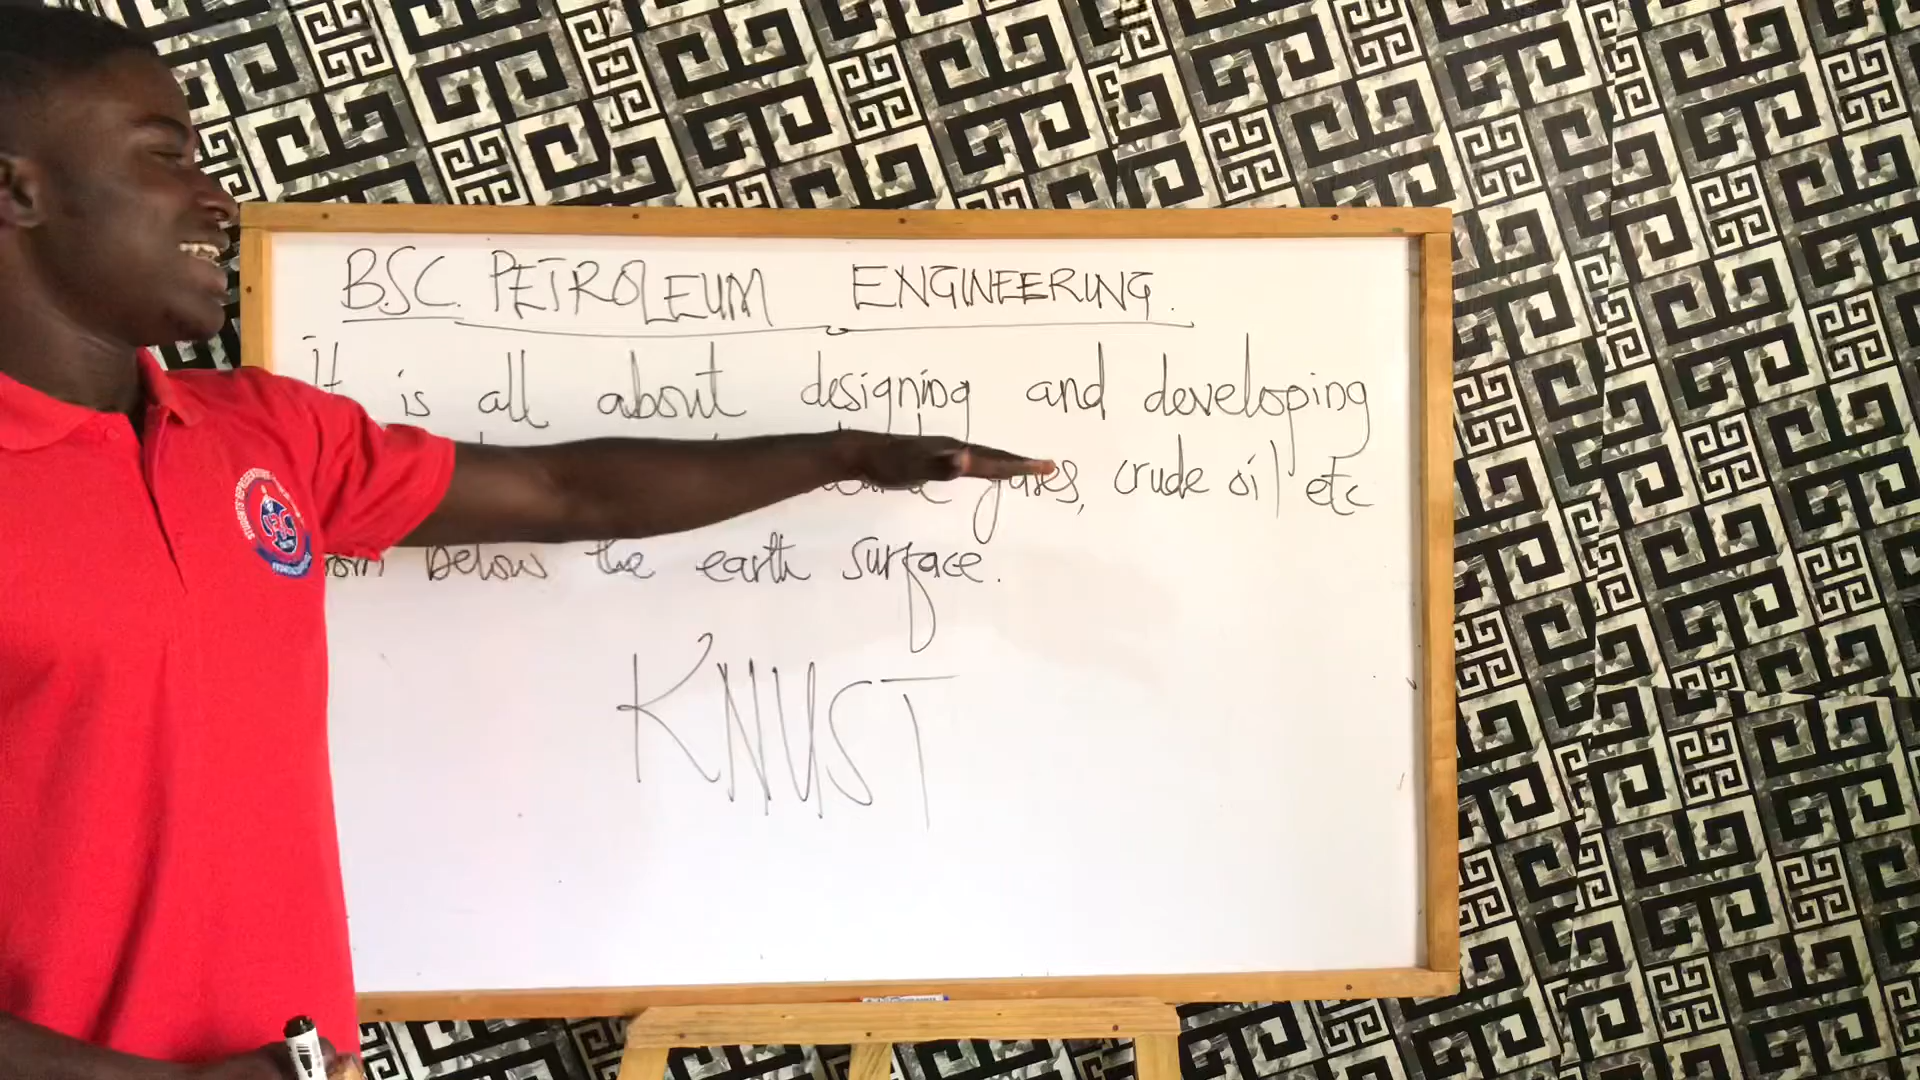 B.SC. PETROLEUM ENGINEERING.
It is all about designing and developing
gases, crude oil etc
from below the earth surface.
KNUST